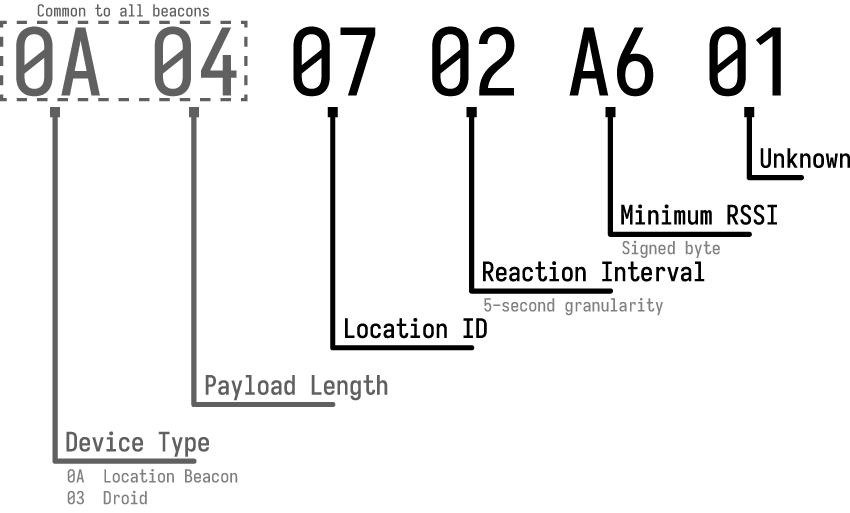 Common to all beacons
0A 04 07 02 A6 01
Unknown
Minimum RSSI
Signed byte
Reaction Interval
5-second granularity
Location ID
Payload Length
Device Type
0A Location Beacon
03 Droid